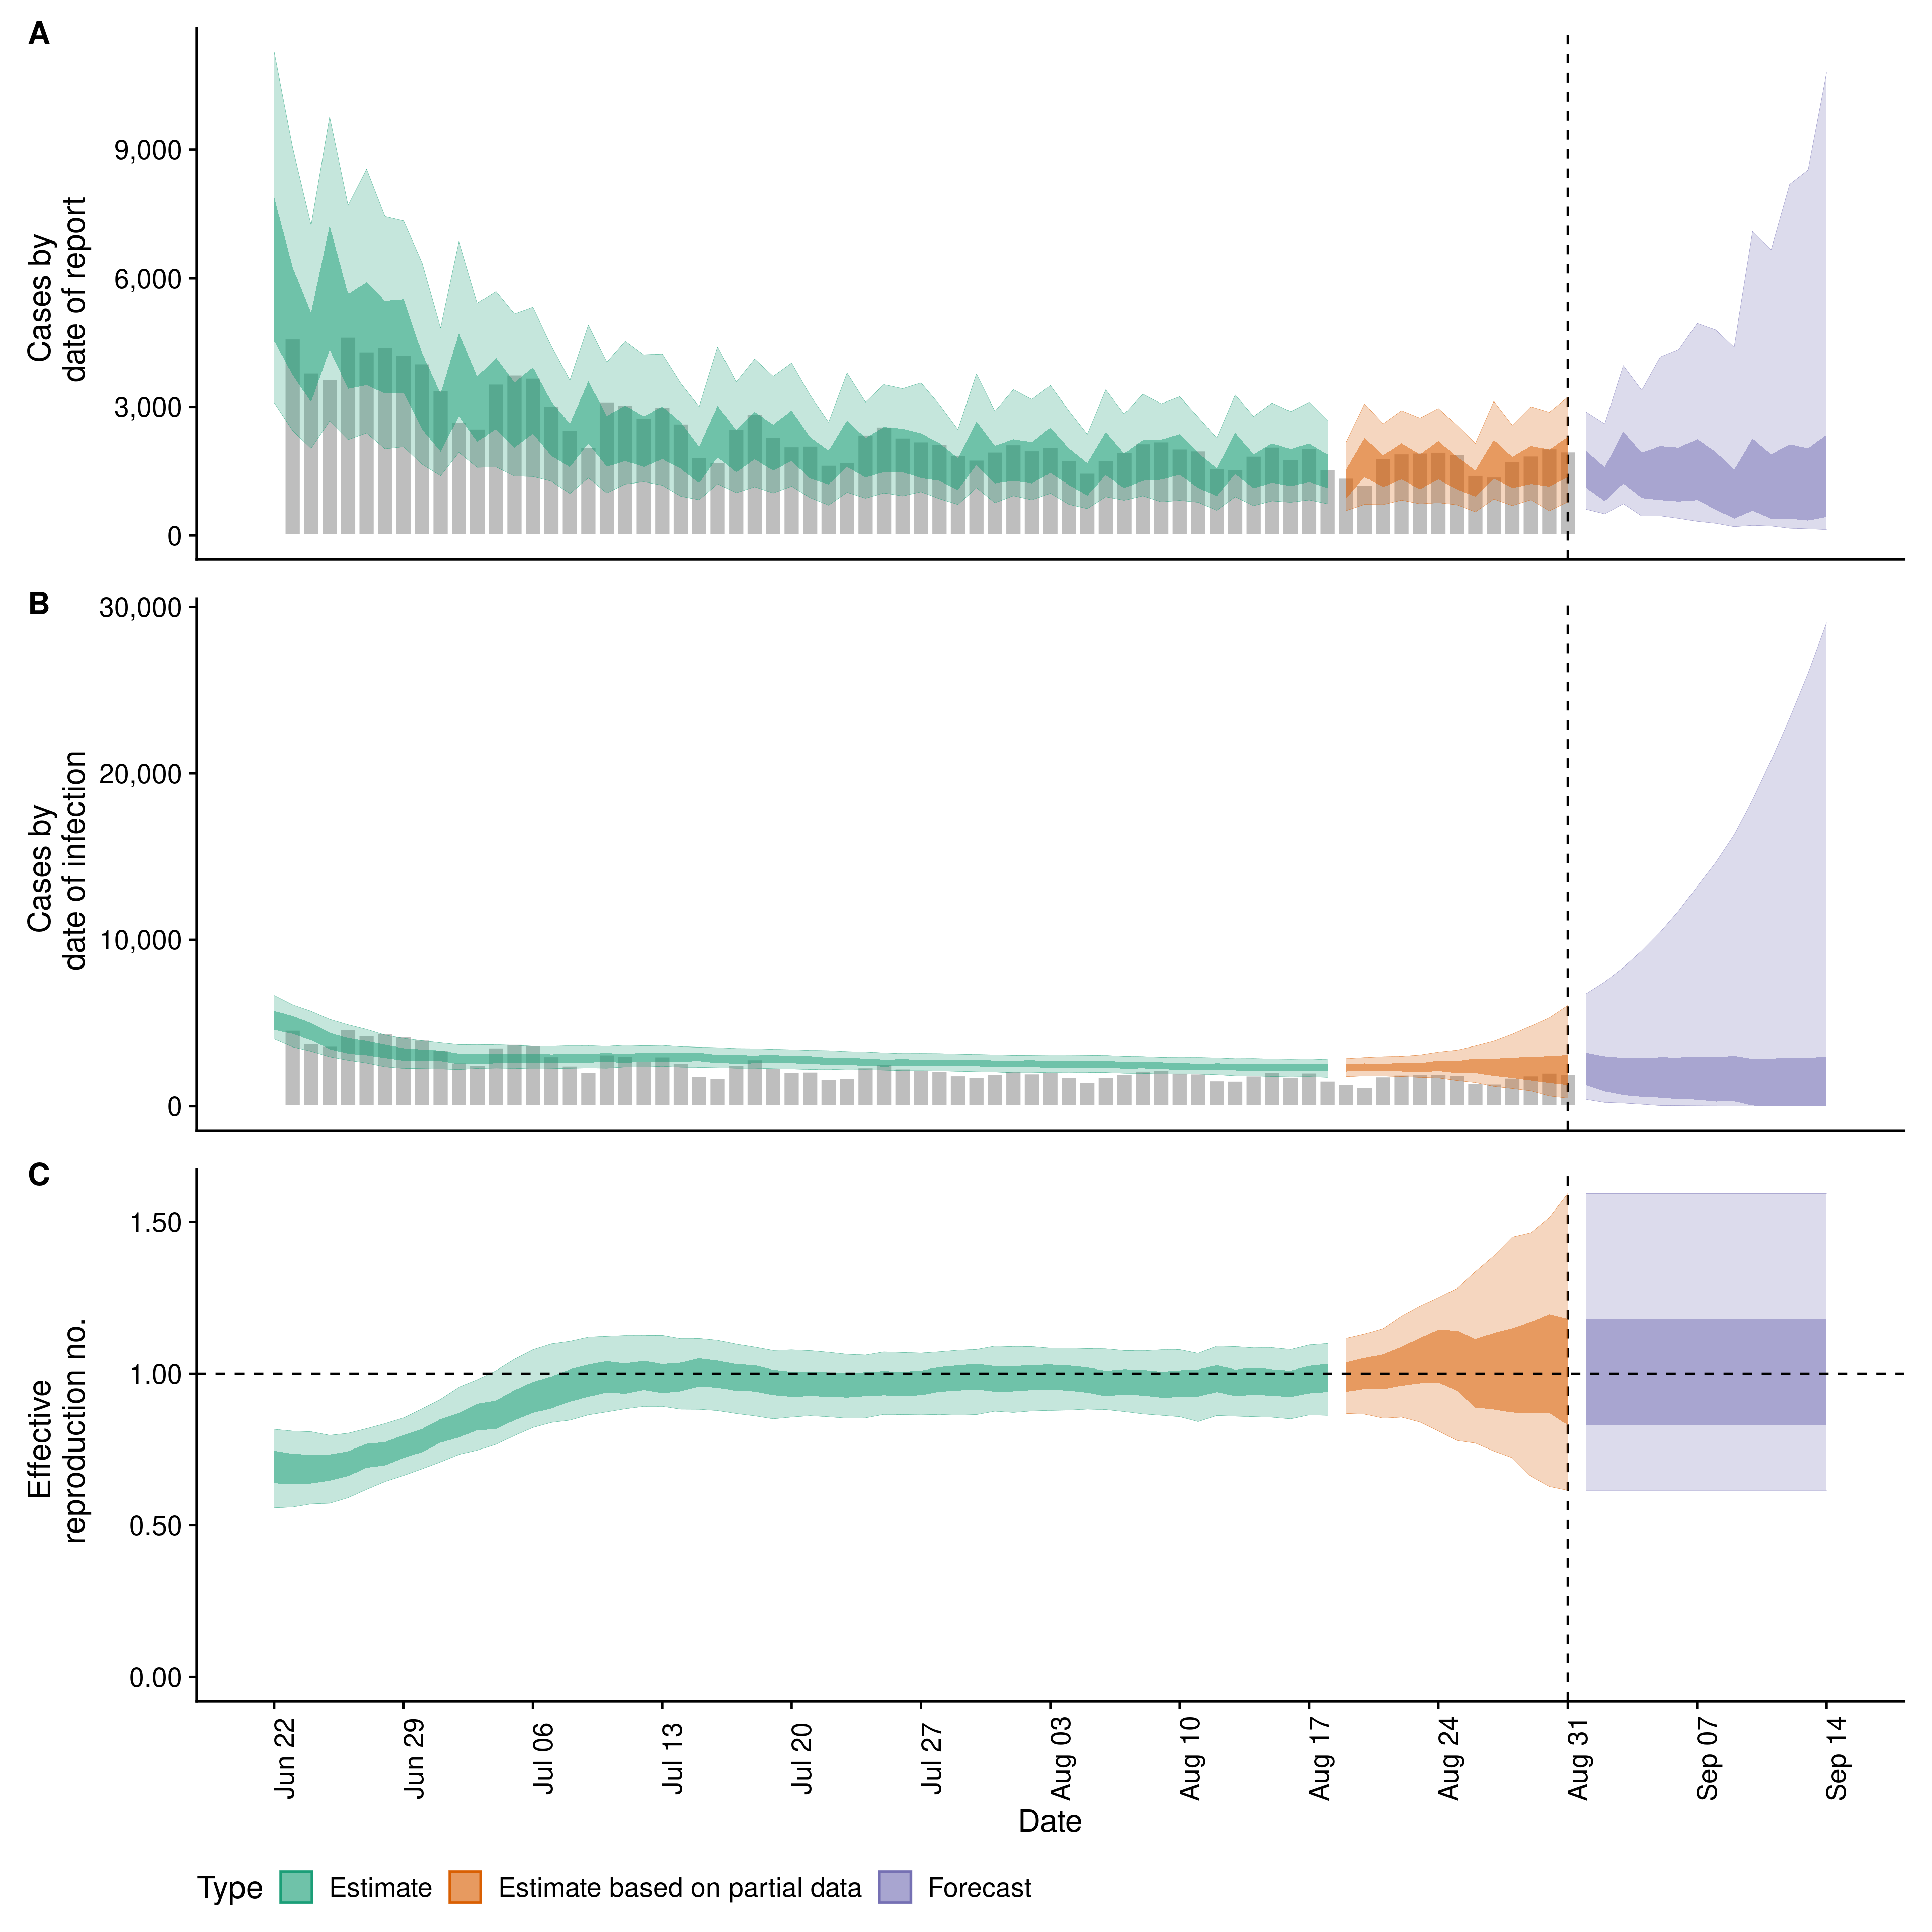 A
Cases by
date of report
9,000
6,000
3,000
0
B
Cases by
date of infection
30,000
20,000
10,000
0
C
Effective
reproduction no.
1.50
1.00
0.50
0.00
Jun 22
Jun 29
Jul 06
Jul 13
Jul 20
Jul 27
Aug 03
Aug 10
Aug 17
Aug 24
Aug 31
Sep 07
Sep 14
Date
Type Estimate Estimate based on partial data Forecast